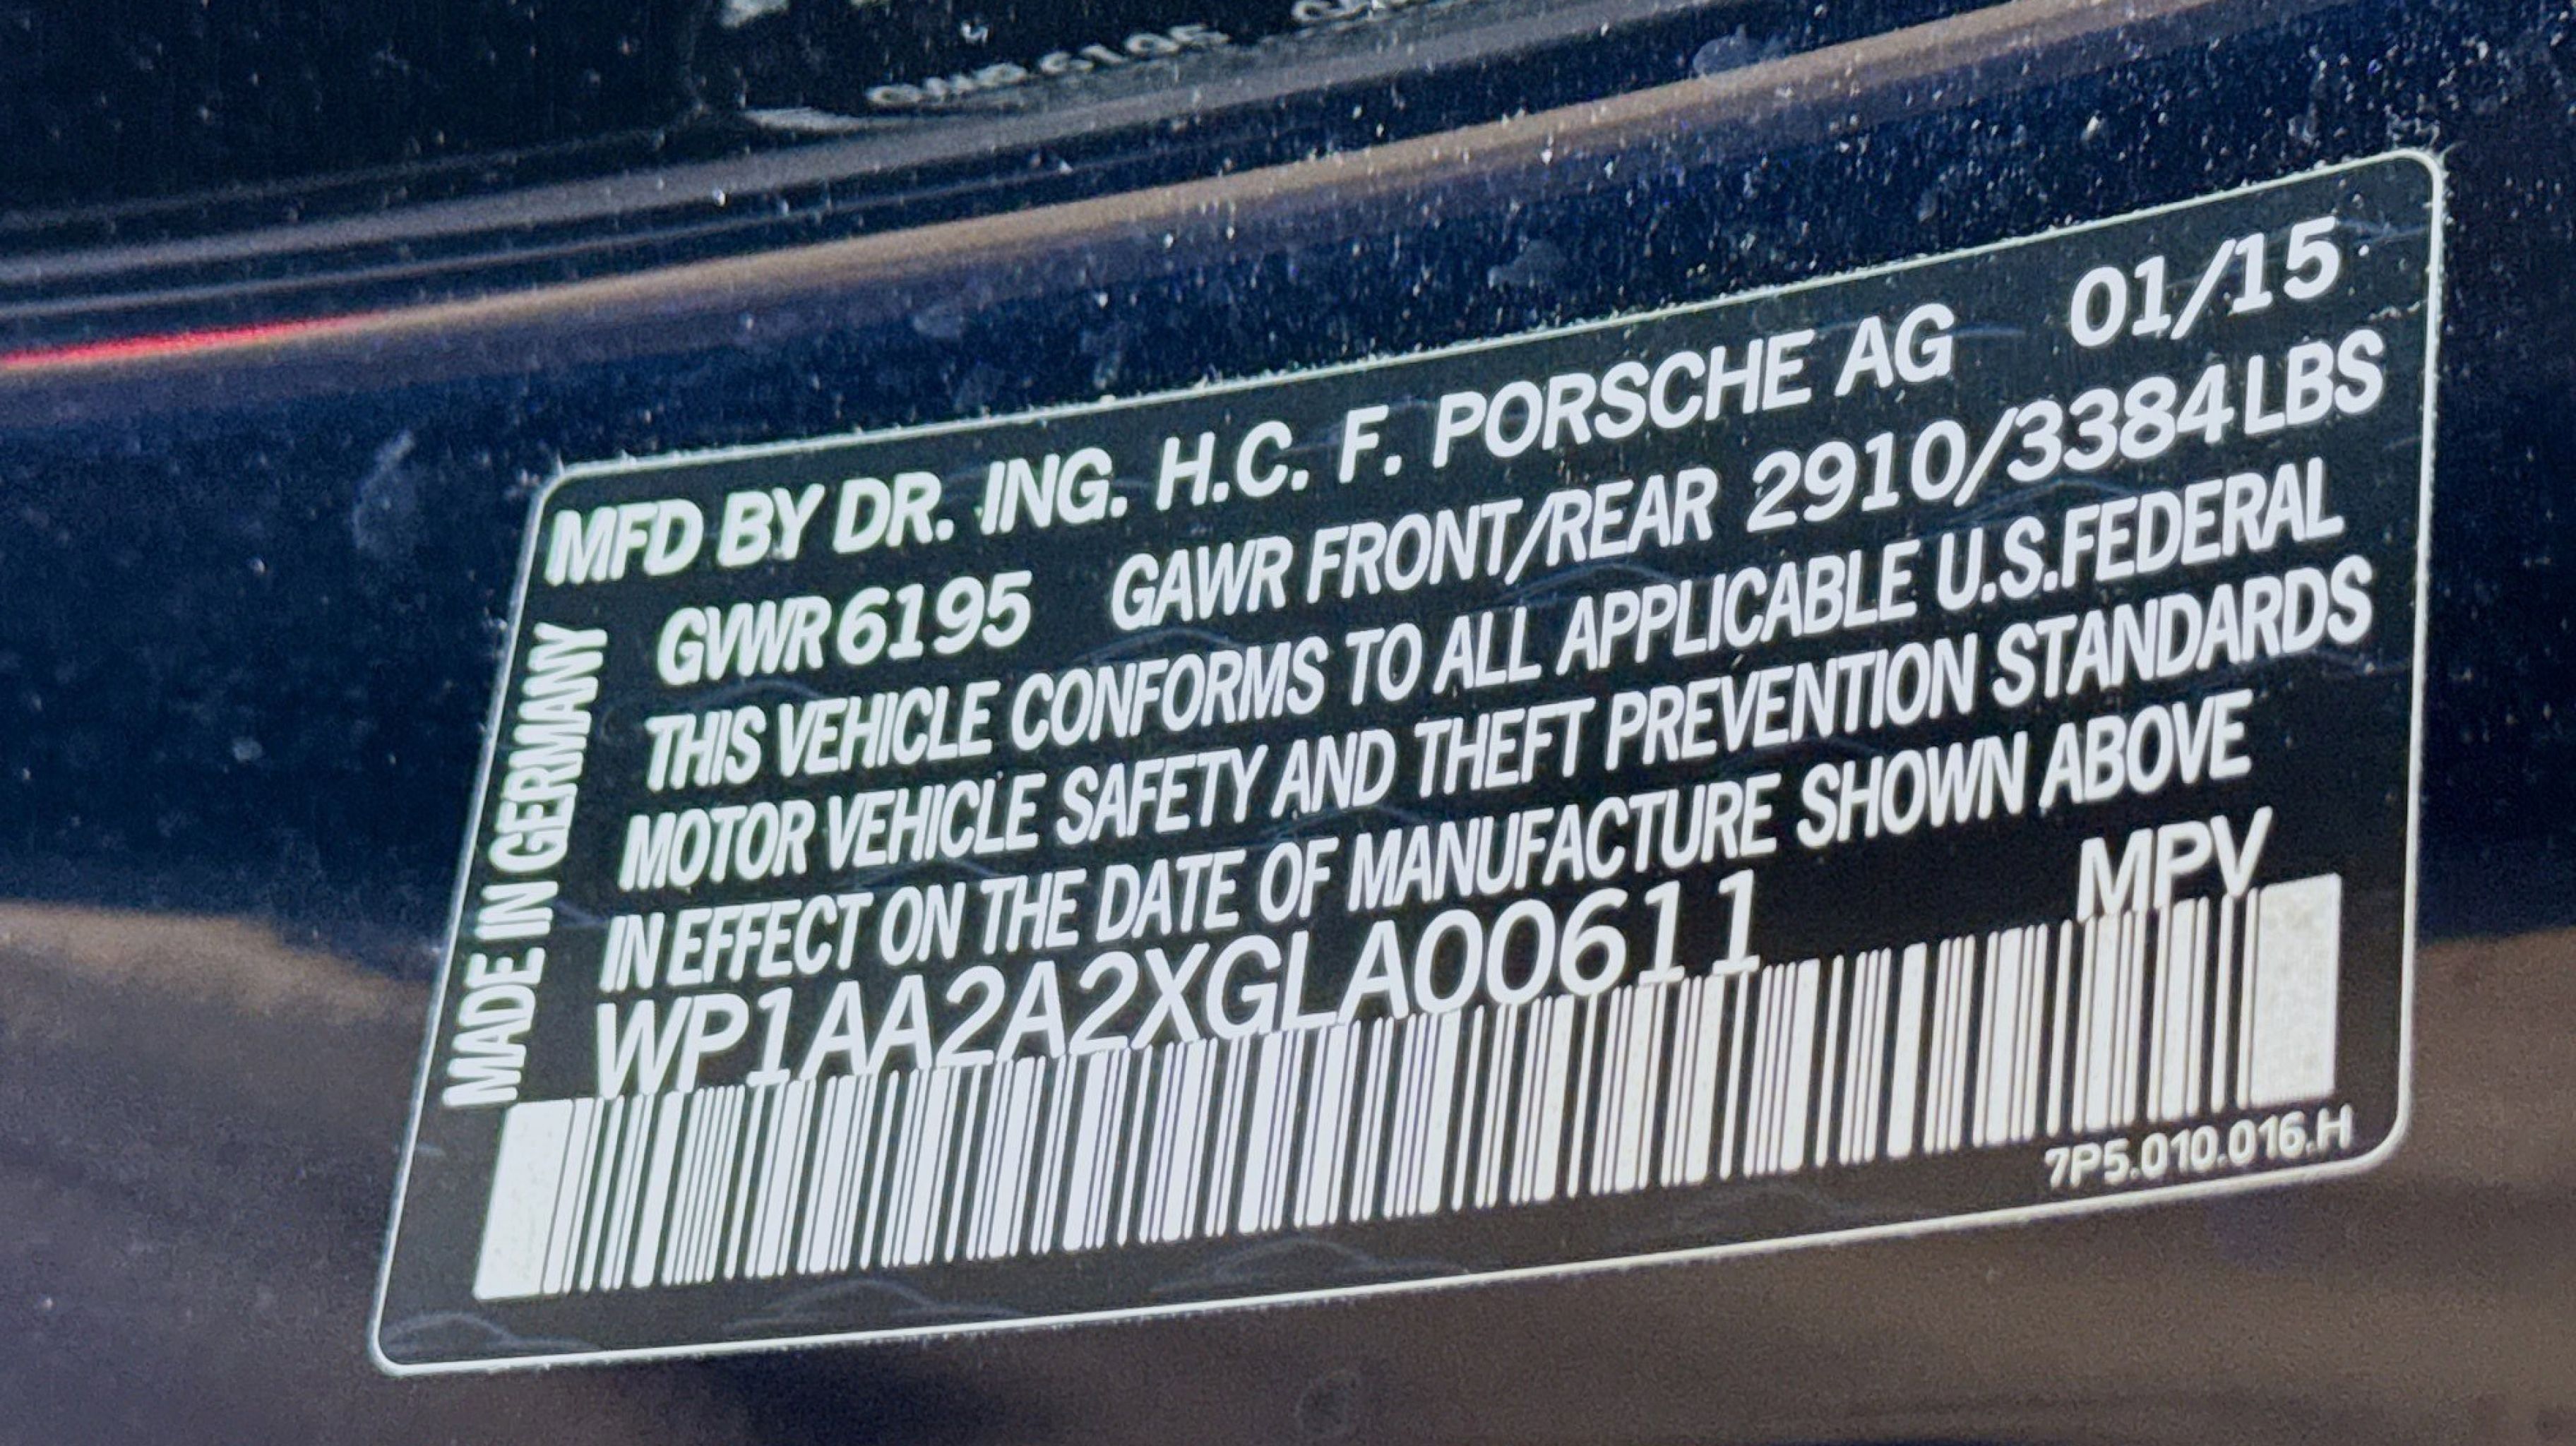 MFD BY DR. ING. H.C. F. PORSCHE AG 01/15
GVWR 6195 GAWR FRONT/REAR 2910/3384 LBS
THIS VEHICLE CONFORMS TO ALL APPLICABLE U.S.FEDERAL
MOTOR VEHICLE SAFETY AND THEFT PREVENTION STANDARDS
IN EFFECT ON THE DATE OF MANUFACTURE SHOWN ABOVE
WP1AA2A2XGLA00611 MPV
7P5.010.016.H
MADE IN GERMANY